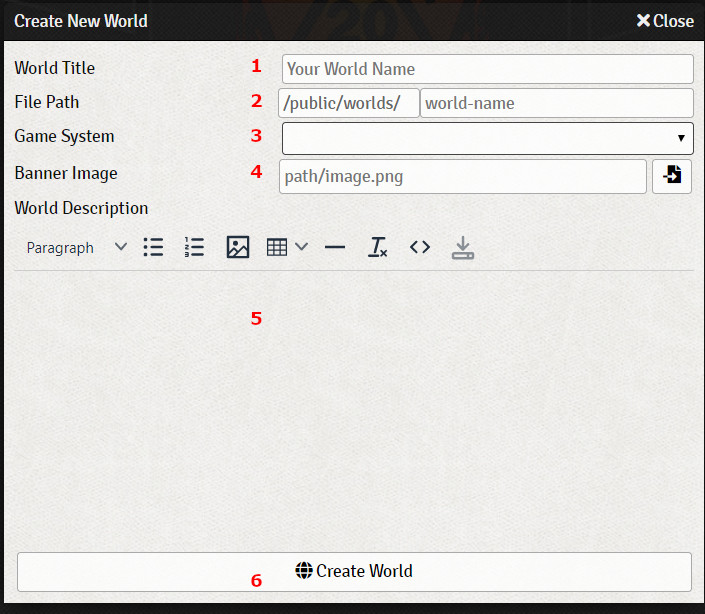 Create New World Close
World Title 1 Your World Name
File Path 2 /public/worlds/ world-name
Game System 3
Banner Image 4 path/image.png
World Description
Paragraph
5
Create World
6